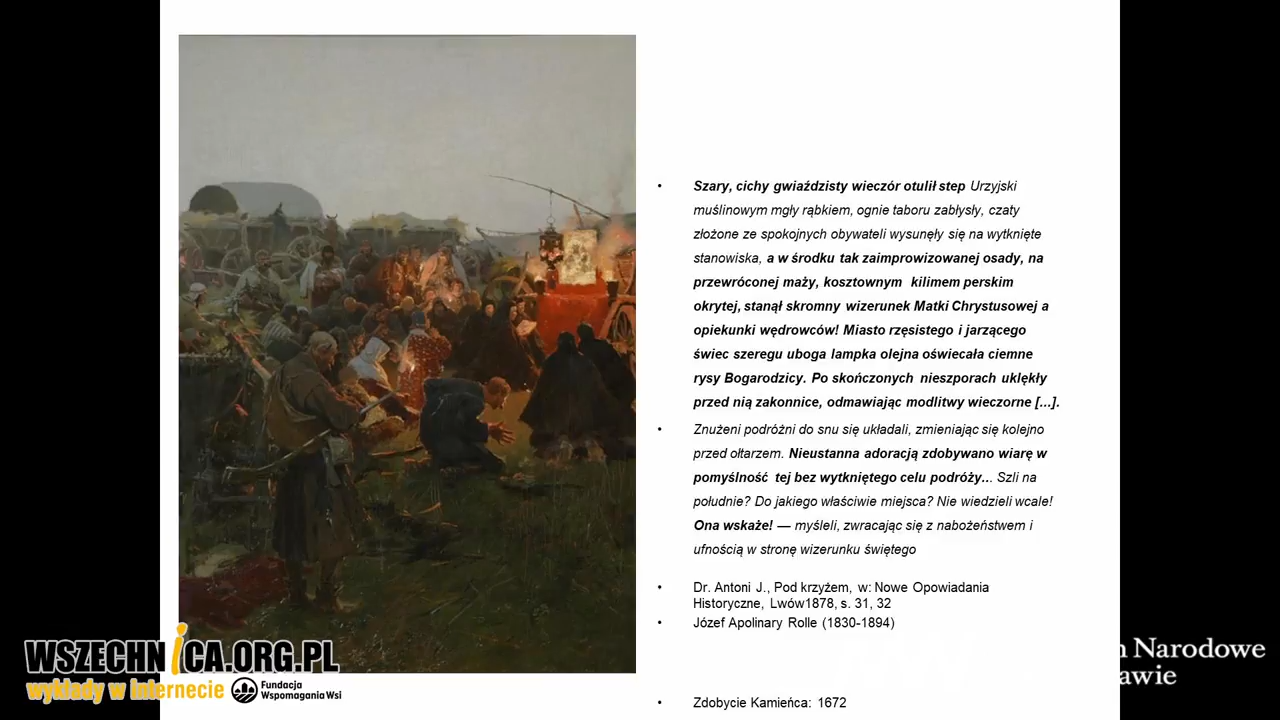 Szary, cichy gwiaździsty wieczór otulił step Urzyjski
muślinowym mgły rąbkiem, ognie taboru zabłysły, czaty
złożone ze spokojnych obywateli wysunęły się na wytknięte
stanowiska, a w środku tak zaimprowizowanej osady, na
przewróconej maży, kosztownym kilimem perskim
okrytej, stanął skromny wizerunek Matki Chrystusowej a
opiekunki wędrowców! Miasto rzęsistego i jarzącego
świec szeregu uboga lampka olejna oświecała ciemne
rysy Bogarodzicy. Po skończonych nieszporach uklękły
przed nią zakonnice, odmawiając modlitwy wieczorne [...].
Znużeni podróżni do snu się układali, zmieniając się kolejno
przed ołtarzem. Nieustanna adoracją zdobywano wiarę w
pomyślność tej bez wytkniętego celu podróży... Szli na
południe? Do jakiego właściwie miejsca? Nie wiedzieli wcale!
Ona wskaże! — myśleli, zwracając się z nabożeństwem i
ufnością w stronę wizerunku świętego
Dr. Antoni J., Pod krzyżem, w: Nowe Opowiadania
Historyczne, Lwów1878, s. 31, 32
Józef Apolinary Rolle (1830-1894)
Zdobycie Kamieńca: 1672
WSZECHNICA.ORG.PL
wykłady w internecie
Fundacja
Wspomagania Wsi
Narodowe
awie